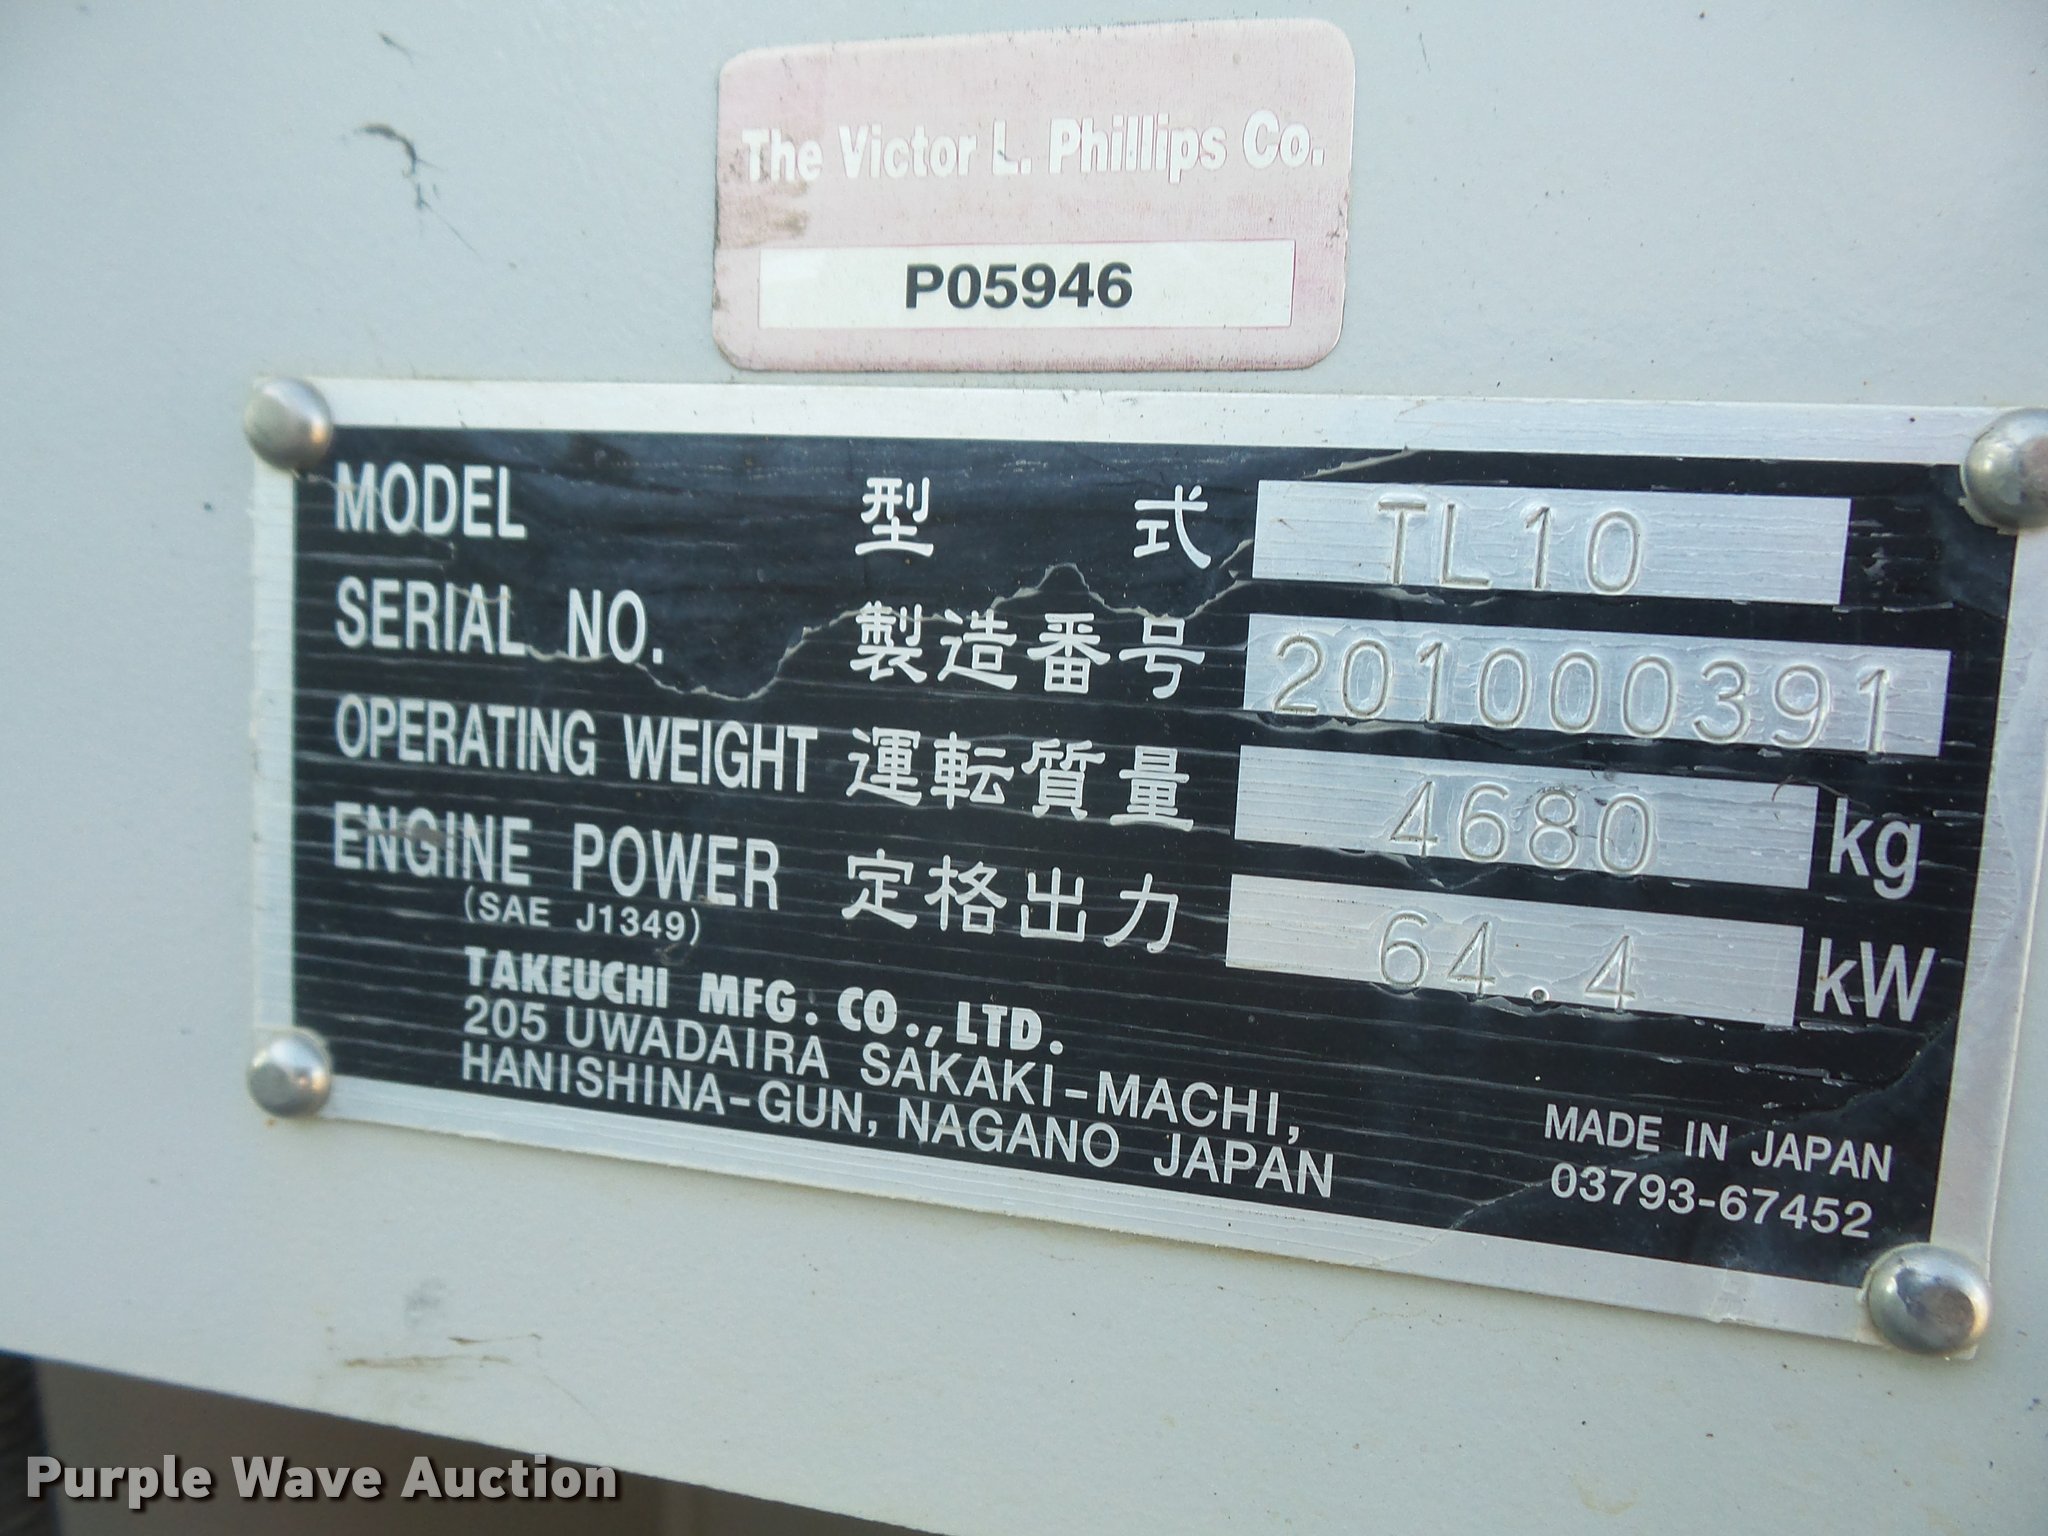 The Victor L. Phillips Co.
P05946
MODEL 型 式 TL10
SERIAL NO. 製造番号 201000391
OPERATING WEIGHT 運転質量 4680 kg
ENGINE POWER 定格出力 64.4 kW
(SAE J1349)
TAKEUCHI MFG. CO., LTD.
205 UWADAIRA SAKAKI-MACHI,
HANISHINA-GUN, NAGANO JAPAN
MADE IN JAPAN
03793-67452
Purple Wave Auction